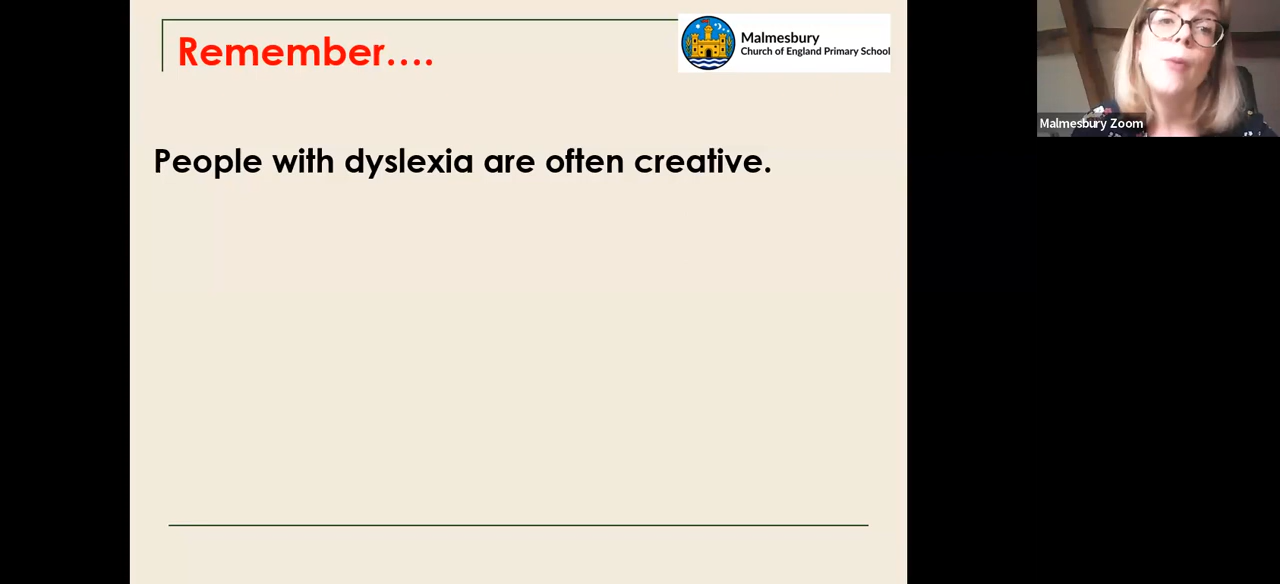 Remember....
Malmesbury
Church of England Primary School
People with dyslexia are often creative.
Malmesbury Zoom